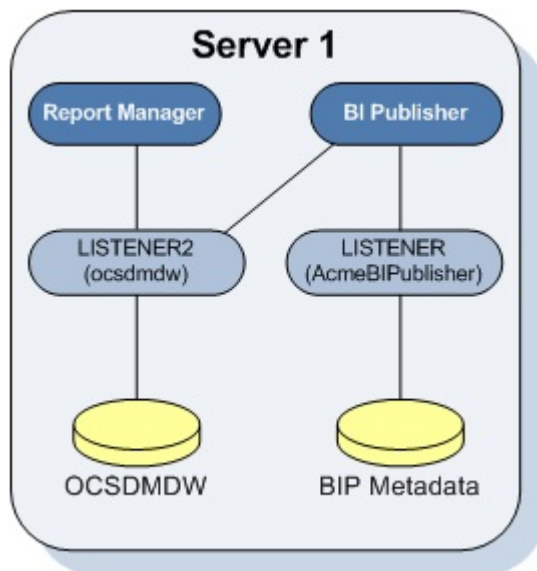 Server 1
Report Manager
BI Publisher
LISTENER2
(ocsdmdw)
LISTENER
(AcmeBIPublisher)
OCSDMDW
BIP Metadata